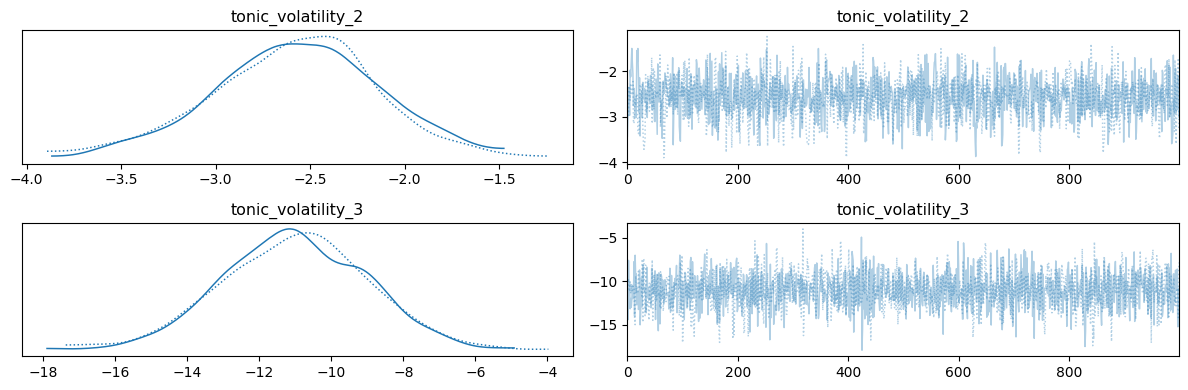 tonic_volatility_2
tonic_volatility_2
−2
−3
−4
−4.0 −3.5 −3.0 −2.5 −2.0 −1.5
0 200 400 600 800
tonic_volatility_3
tonic_volatility_3
−5
−10
−15
−18 −16 −14 −12 −10 −8 −6 −4
0 200 400 600 800